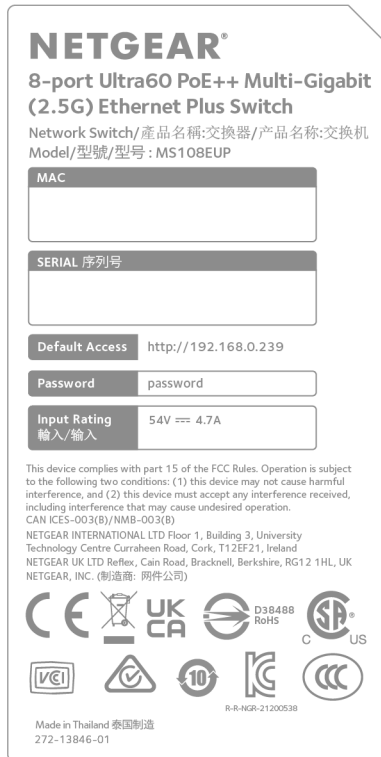 NETGEAR®
8-port Ultra60 PoE++ Multi-Gigabit
(2.5G) Ethernet Plus Switch
Network Switch/產品名稱:交換器/产品名称:交换机
Model/型號/型号 : MS108EUP
MAC
SERIAL 序列号
Default Access http://192.168.0.239
Password password
Input Rating 54V ⎓ 4.7A
輸入/输入
This device complies with part 15 of the FCC Rules. Operation is subject
to the following two conditions: (1) this device may not cause harmful
interference, and (2) this device must accept any interference received,
including interference that may cause undesired operation.
CAN ICES-003(B)/NMB-003(B)
NETGEAR INTERNATIONAL LTD Floor 1, Building 3, University
Technology Centre Curraheen Road, Cork, T12EF21, Ireland
NETGEAR UK LTD Reflex, Cain Road, Bracknell, Berkshire, RG12 1HL, UK
NETGEAR, INC. (制造商: 网件公司)
CE UK CA D38488 RoHS C SA® US
VCI 10 KC CCC
R-R-NGR-21200538
Made in Thailand 泰国制造
272-13846-01